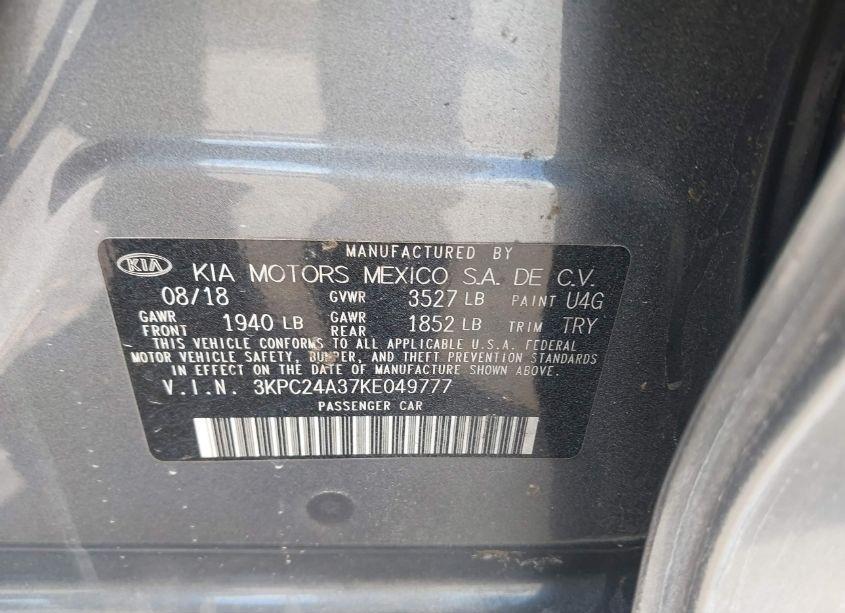 MANUFACTURED BY
KIA KIA MOTORS MEXICO S.A. DE C.V.
08/18 GVWR 3527 LB PAINT U4G
GAWR FRONT 1940 LB GAWR REAR 1852 LB TRIM TRY
THIS VEHICLE CONFORMS TO ALL APPLICABLE U.S.A. FEDERAL
MOTOR VEHICLE SAFETY, BUMPER, AND THEFT PREVENTION STANDARDS
IN EFFECT ON THE DATE OF MANUFACTURE SHOWN ABOVE.
V.I.N. 3KPC24A37KE049777
PASSENGER CAR